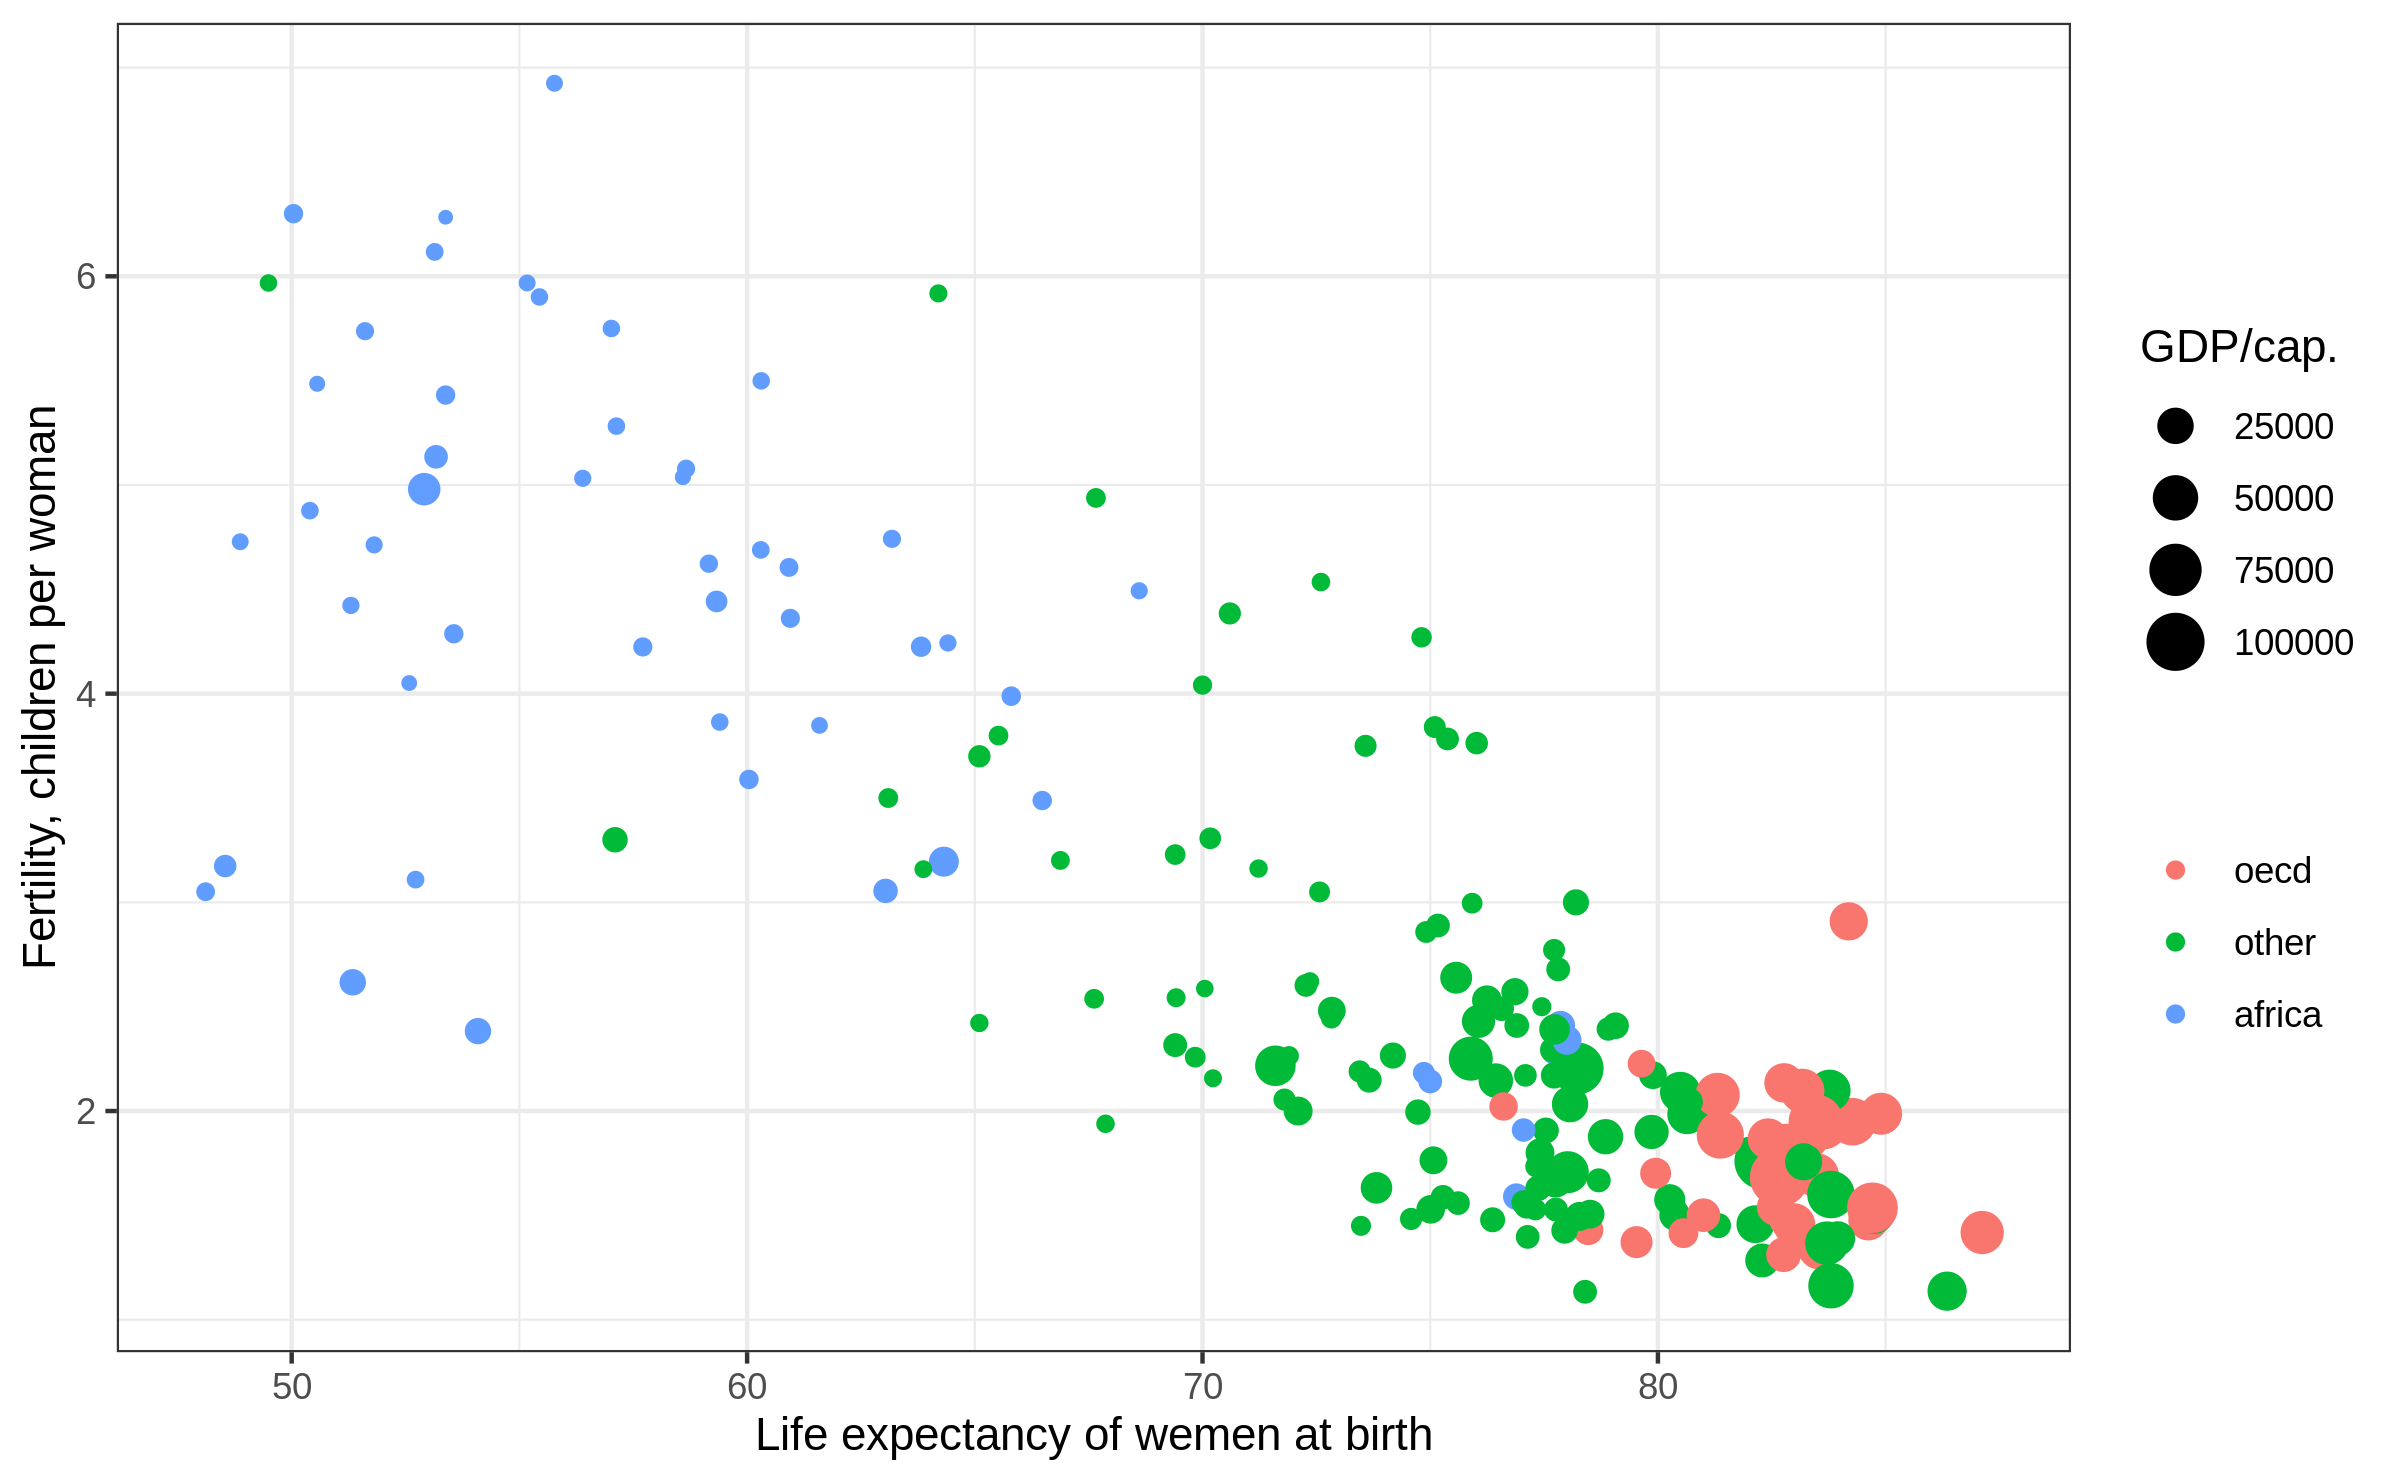 6
4
2
50
60
70
80
Fertility, children per woman
Life expectancy of wemen at birth
GDP/cap.
25000
50000
75000
100000
oecd
other
africa